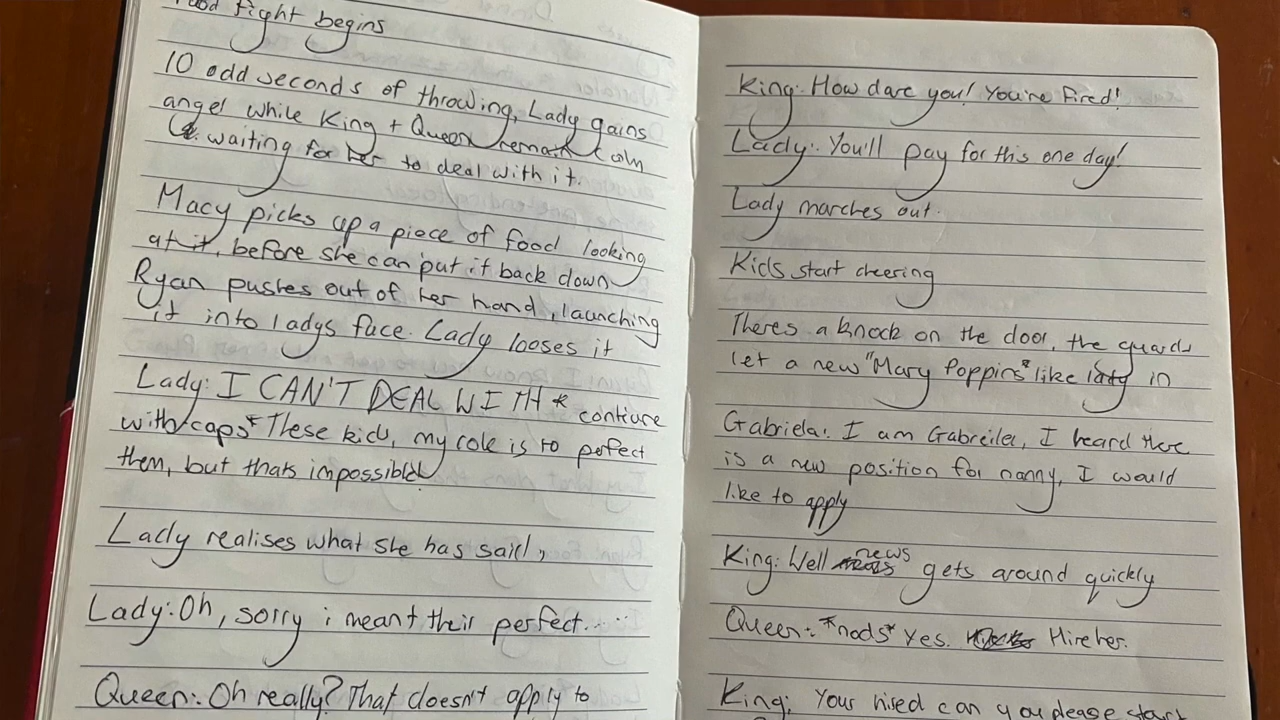 food fight begins
10 odd seconds of throwing, Lady gains
angel while King + Queen remain calm
waiting for her to deal with it.
Macy picks up a piece of food looking
at it, before she can put it back down
Ryan pushes out of her hand, launching
it into ladys face. Lady looses it
Lady: I CAN'T DEAL WITH * contiure
with/caps* These kids, my role is to perfect
them, but thats impossible!
Lady realises what she has said,
Lady: Oh, sorry i meant their perfect.....
Queen: Oh really? That doesn't apply to
King: How dare you! You're fired!
Lady: You'll pay for this one day!
Lady marches out.
Kids start cheering
Theres a knock on the door, the guards
let a new "Mary Poppins" like lady in
Gabriela: I am Gabreila, I heard there
is a new position for nanny, I would
like to apply
King: Well news gets around quickly
Queen: *nods* Yes. Hire her.
King: Your hired can you please start